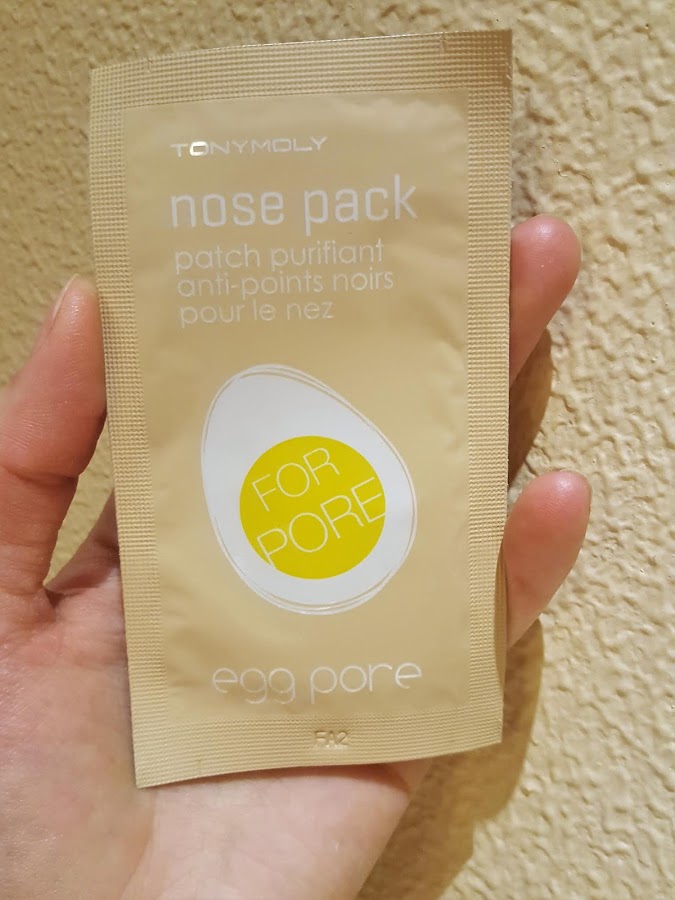 TONYMOLY
nose pack
patch purifiant
anti-points noirs
pour le nez
FOR
PORE
egg pore
FA2